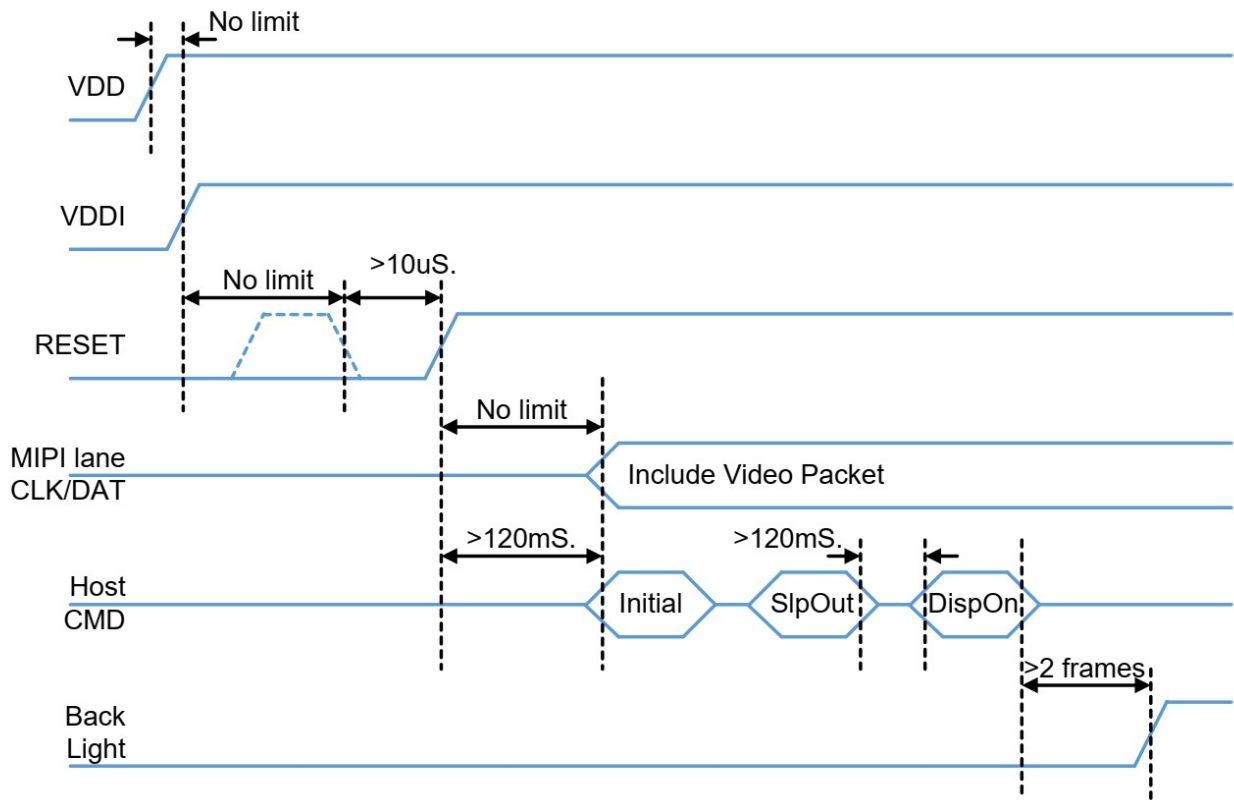 No limit
VDD
VDDI
>10uS.
No limit
RESET
No limit
MIPI lane
CLK/DAT
Include Video Packet
>120mS.
>120mS.
Host
CMD
Initial
SlpOut
DispOn
>2 frames
Back
Light